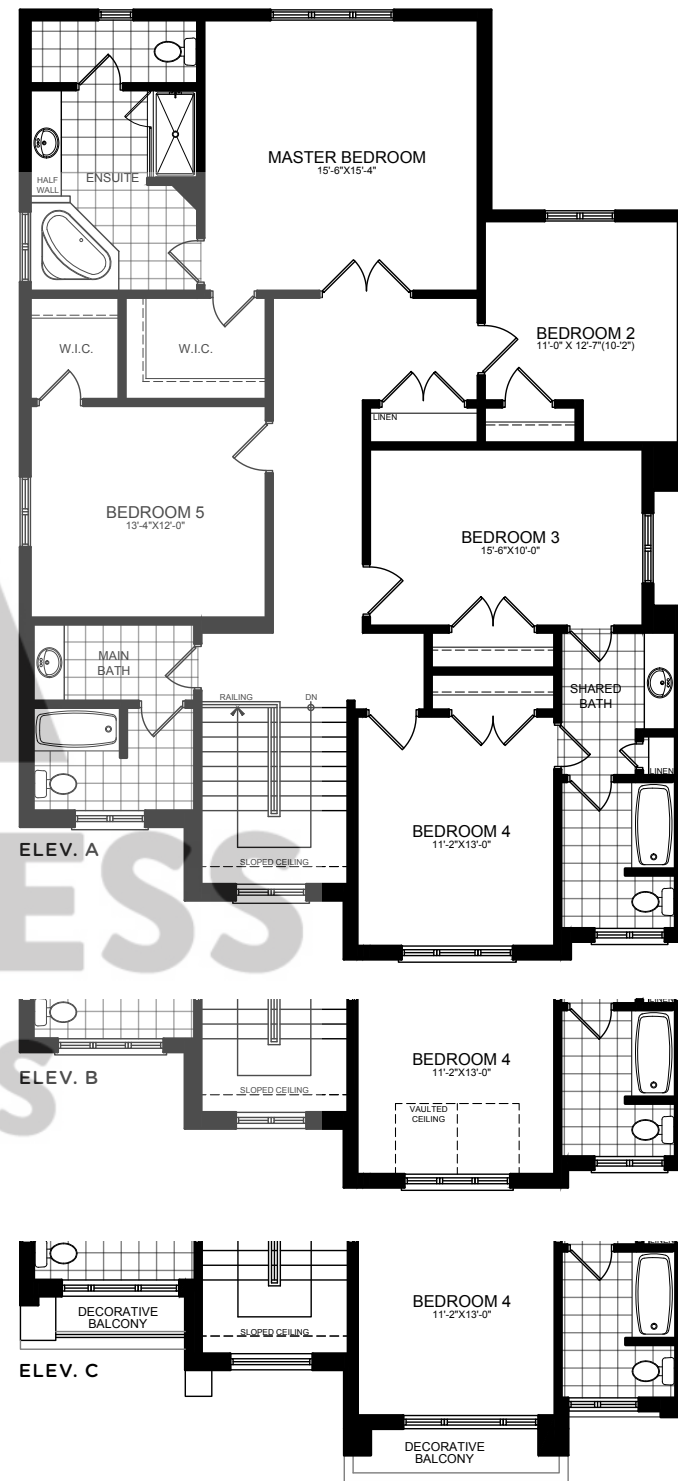 MASTER BEDROOM
15'-6"X15'-4"
ENSUITE
HALF
WALL
W.I.C.
W.I.C.
BEDROOM 2
11'-0" X 12'-7"(10-'2")
LINEN
BEDROOM 5
13'-4"X12'-0"
BEDROOM 3
15'-6"X10'-0"
MAIN
BATH
RAILING
DN
SHARED
BATH
LINEN
BEDROOM 4
11'-2"X13'-0"
SLOPED CEILING
ELEV. A
ESS
LINEN
BEDROOM 4
11'-2"X13'-0"
VAULTED
CEILING
SLOPED CEILING
ELEV. B
S
BEDROOM 4
11'-2"X13'-0"
DECORATIVE
BALCONY
SLOPED CEILING
ELEV. C
DECORATIVE
BALCONY